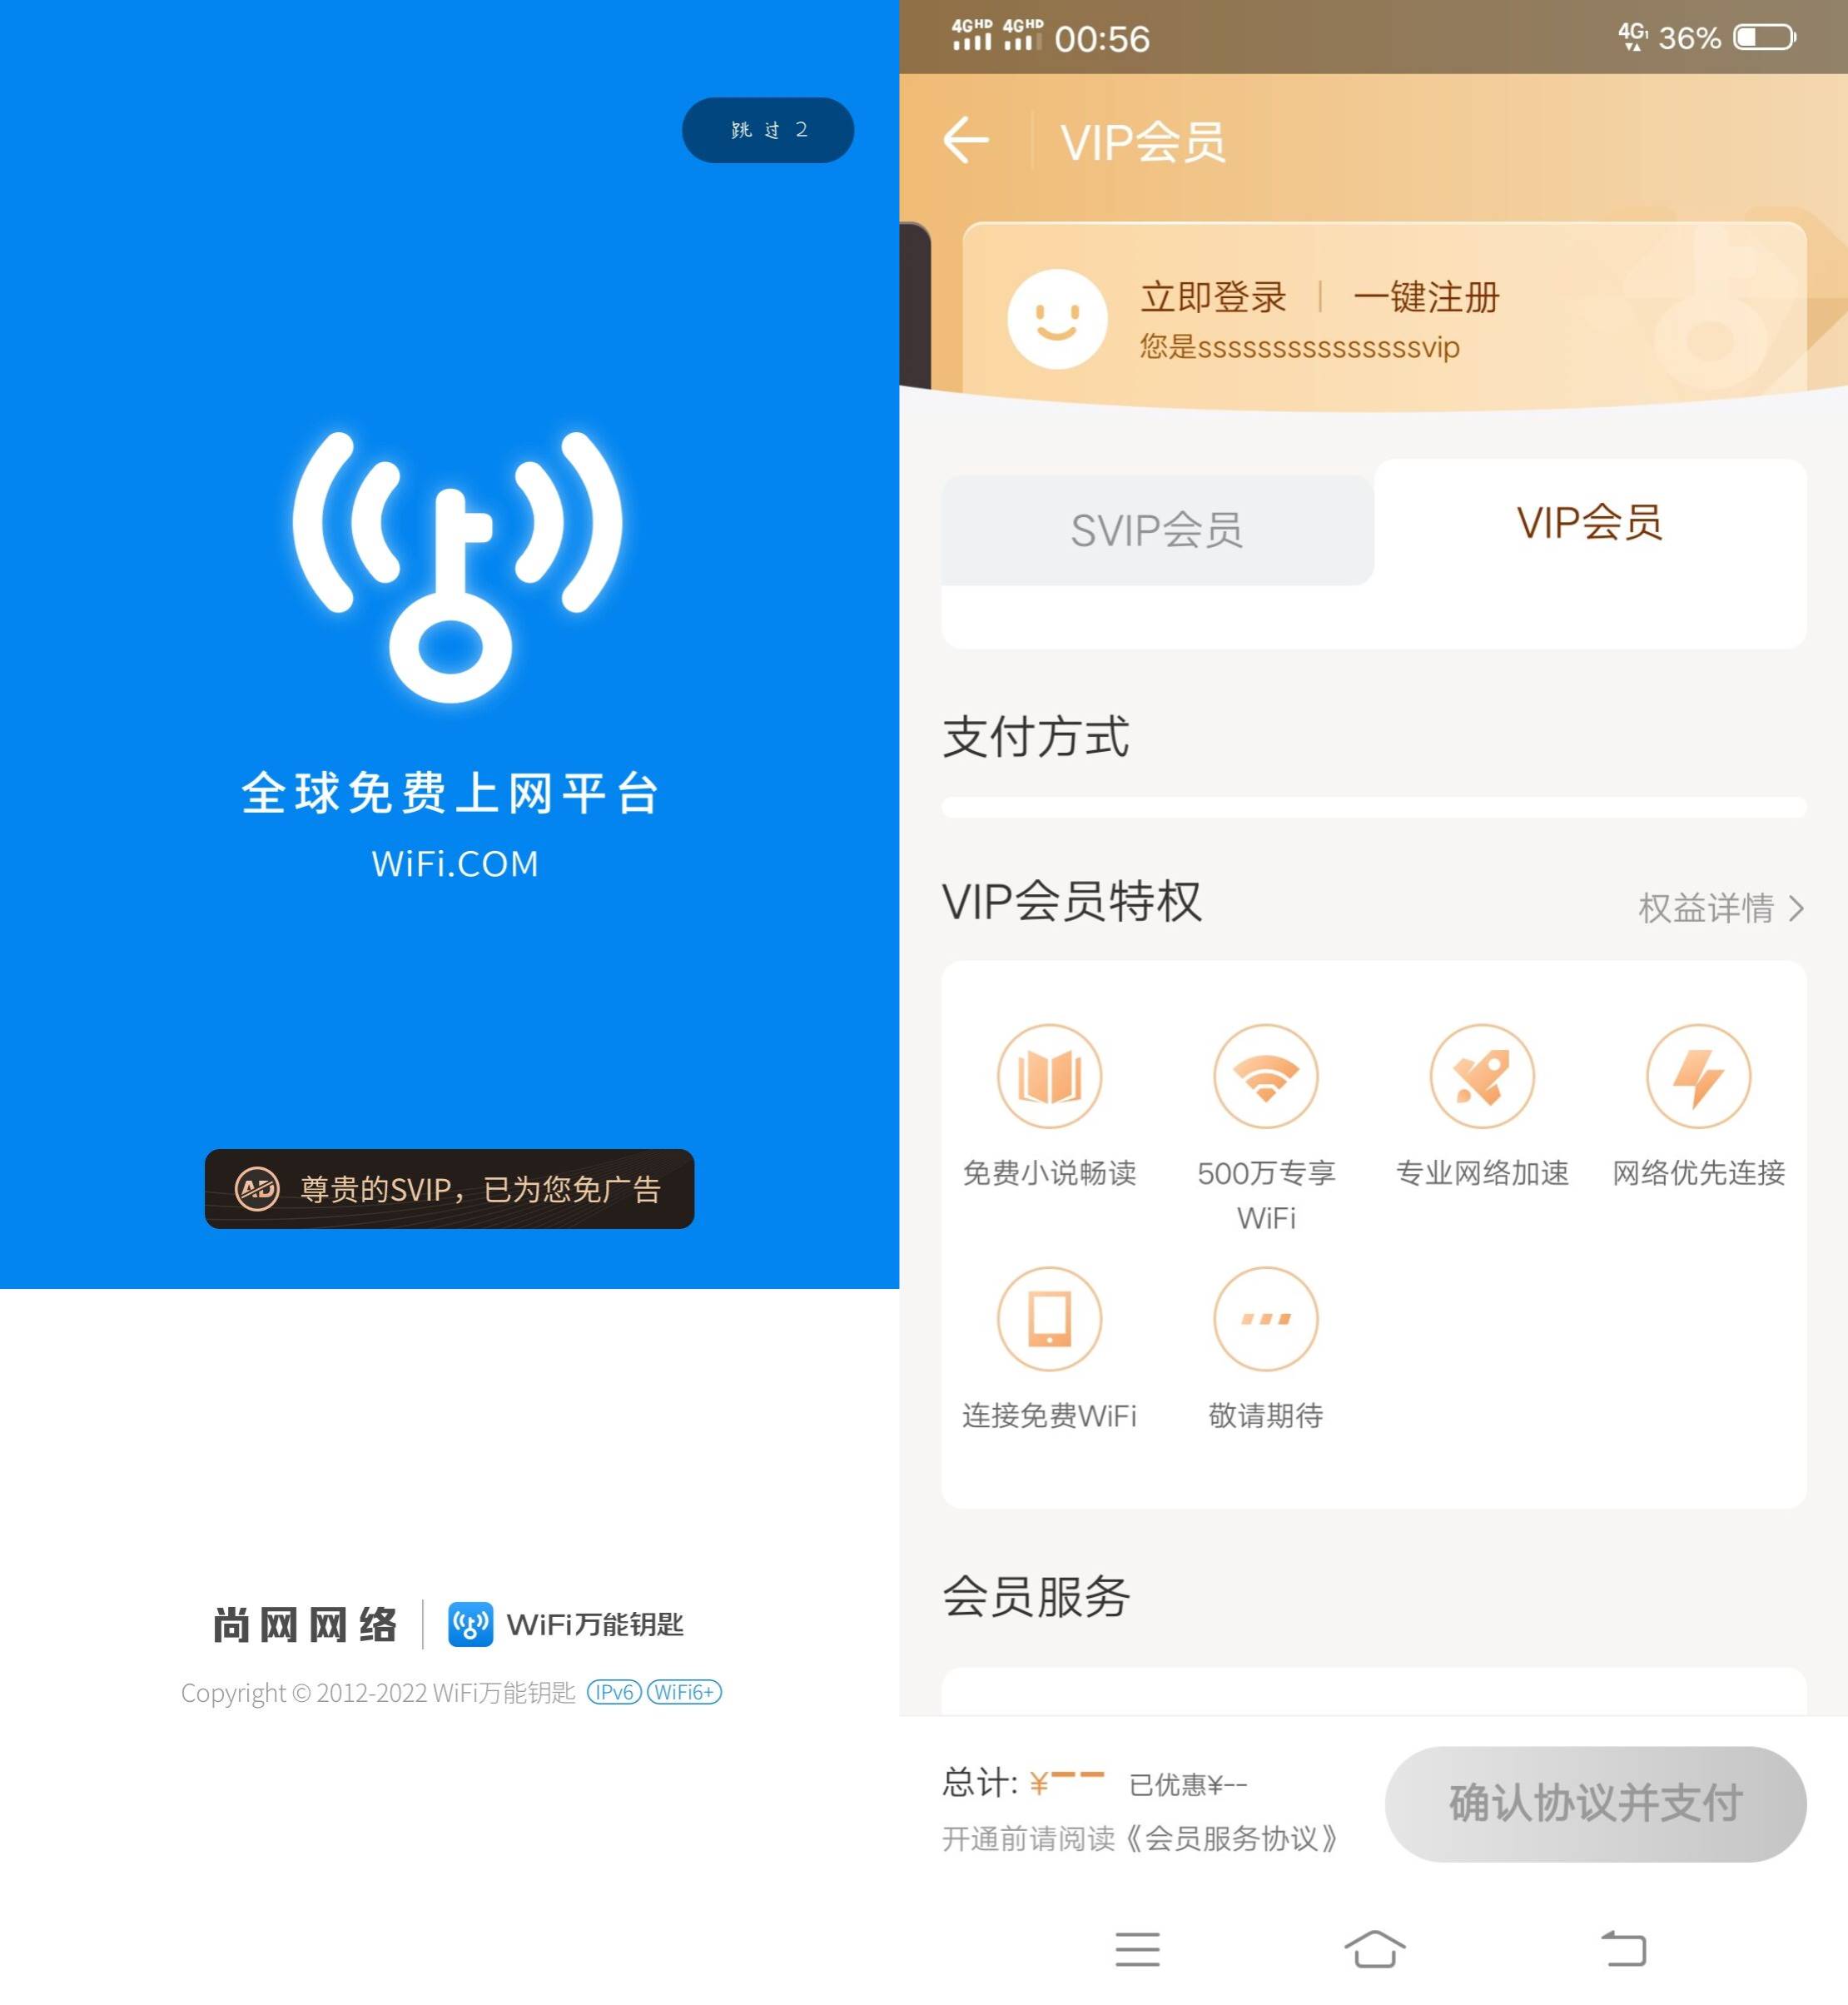 跳过 2
全球免费上网平台
WiFi.COM
AD
尊贵的SVIP，已为您免广告
尚网网络
WiFi万能钥匙
Copyright © 2012-2022 WiFi万能钥匙 IPv6 WiFi6+
4GHD 4GHD 00:56 4G 36%
VIP会员
立即登录 | 一键注册
您是sssssssssssssssvip
SVIP会员 VIP会员
支付方式
VIP会员特权 权益详情 >
免费小说畅读 500万专享 专业网络加速 网络优先连接
WiFi
连接免费WiFi 敬请期待
会员服务
总计: ¥-- 已优惠¥--
开通前请阅读《会员服务协议》
确认协议并支付